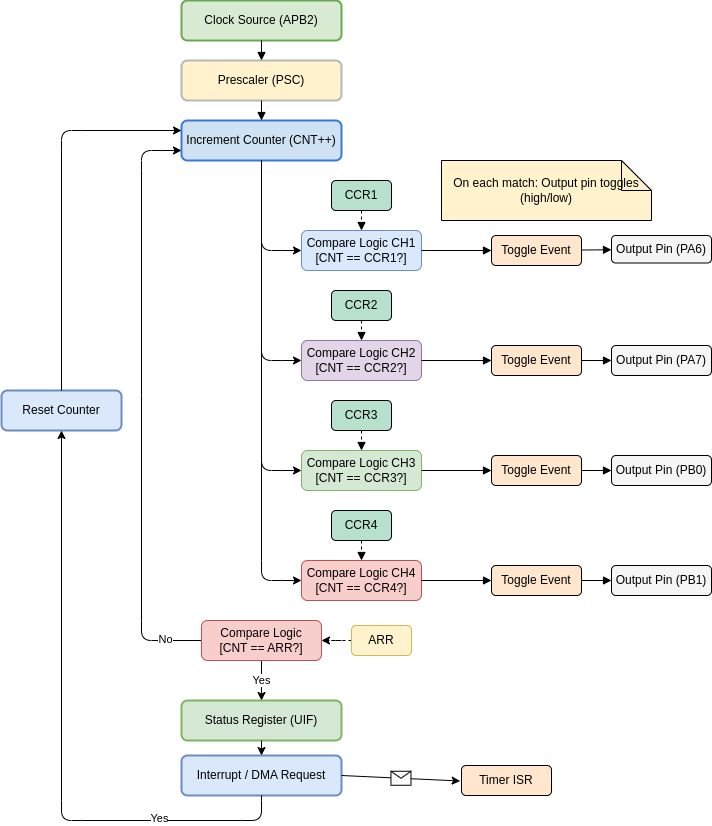 Clock Source (APB2)
Prescaler (PSC)
Increment Counter (CNT++)
On each match: Output pin toggles
(high/low)
CCR1
Compare Logic CH1
[CNT == CCR1?]
Toggle Event
Output Pin (PA6)
CCR2
Compare Logic CH2
[CNT == CCR2?]
Toggle Event
Output Pin (PA7)
Reset Counter
CCR3
Compare Logic CH3
[CNT == CCR3?]
Toggle Event
Output Pin (PB0)
CCR4
Compare Logic CH4
[CNT == CCR4?]
Toggle Event
Output Pin (PB1)
No
Compare Logic
[CNT == ARR?]
ARR
Yes
Status Register (UIF)
Interrupt / DMA Request
Timer ISR
Yes